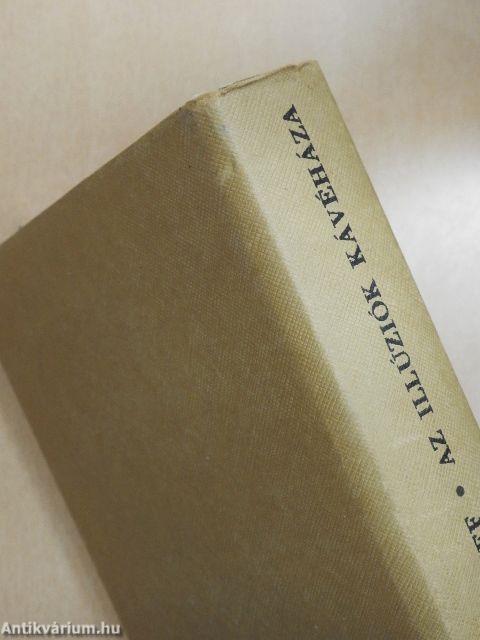 • AZ ILLÚZIÓK KÁVÉHÁZA
Antikvárium.hu